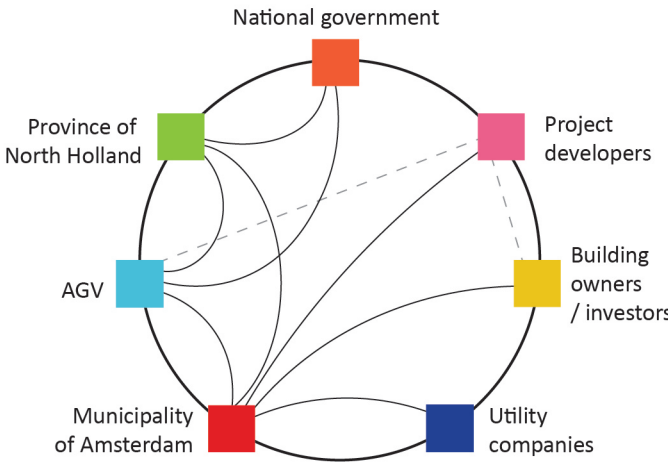 National government
Province of
North Holland
Project
developers
AGV
Building
owners
/ investors
Municipality
of Amsterdam
Utility
companies